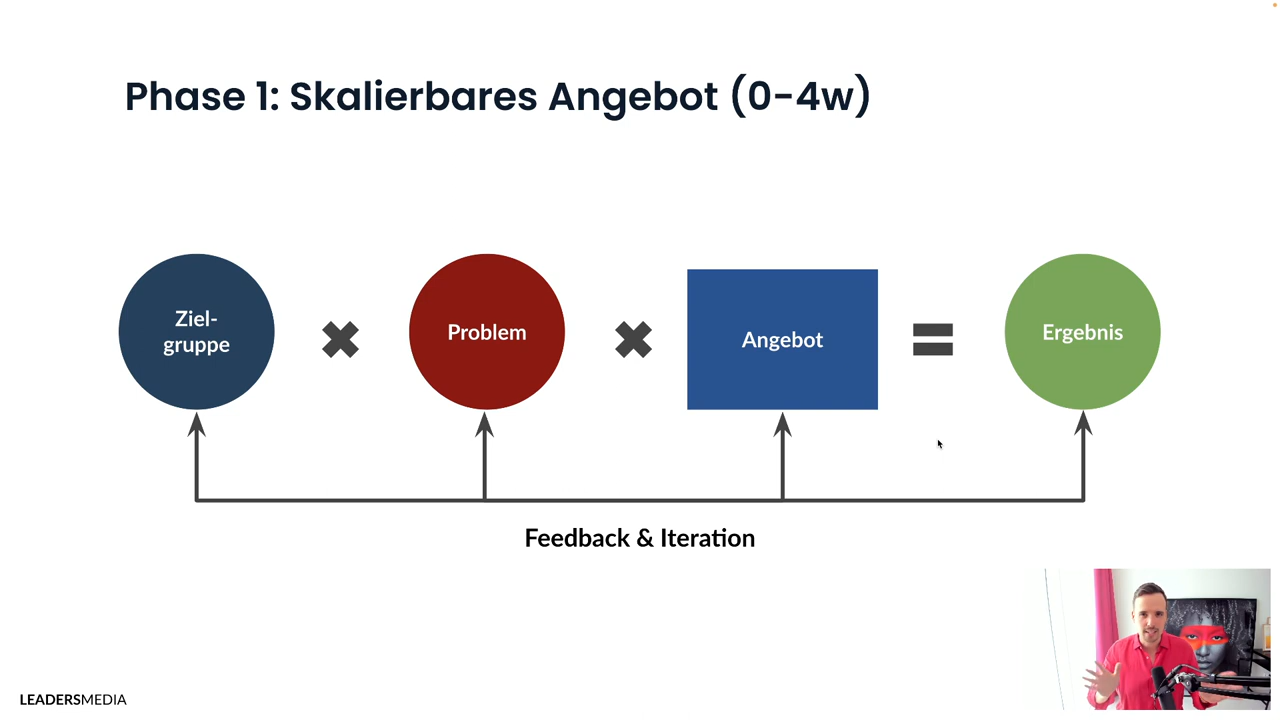 Phase 1: Skalierbares Angebot (0-4w)
Ziel-
gruppe
Problem
Angebot
Ergebnis
Feedback & Iteration
LEADERSMEDIA